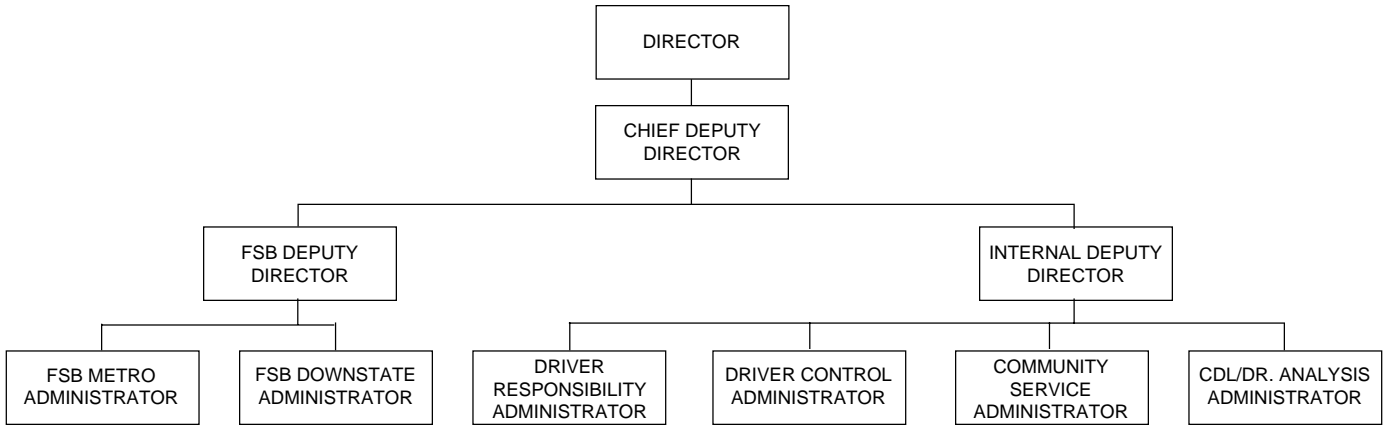 DIRECTOR
CHIEF DEPUTY
DIRECTOR
FSB DEPUTY
DIRECTOR
INTERNAL DEPUTY
DIRECTOR
FSB METRO
ADMINISTRATOR
FSB DOWNSTATE
ADMINISTRATOR
DRIVER
RESPONSIBILITY
ADMINISTRATOR
DRIVER CONTROL
ADMINISTRATOR
COMMUNITY
SERVICE
ADMINISTRATOR
CDL/DR. ANALYSIS
ADMINISTRATOR